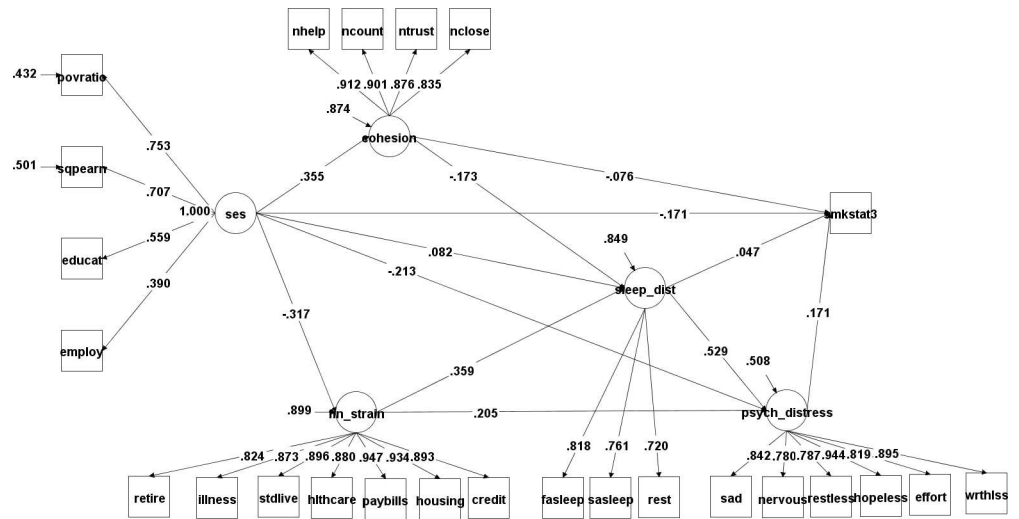 nhelp ncount ntrust nclose
.912 .901 .876 .835
.874
cohesion
.432 povratio
.753
.501 sqpearn
.707
1.000 ses
.559
educat
.390
employ
.355
-.173
-.076
-.171
smkstat3
.082
-.213
.849
sleep_dist
.047
-.317
.359
.529
.171
.508
.899 fin_strain
.205
psych_distress
.824 .873 .896 .880 .947 .934 .893
.818 .761 .720
.842 .780 .787 .944 .819 .895
retire illness stdlive hlthcare paybills housing credit
fasleep sasleep rest
sad nervous restless hopeless effort wrthlss